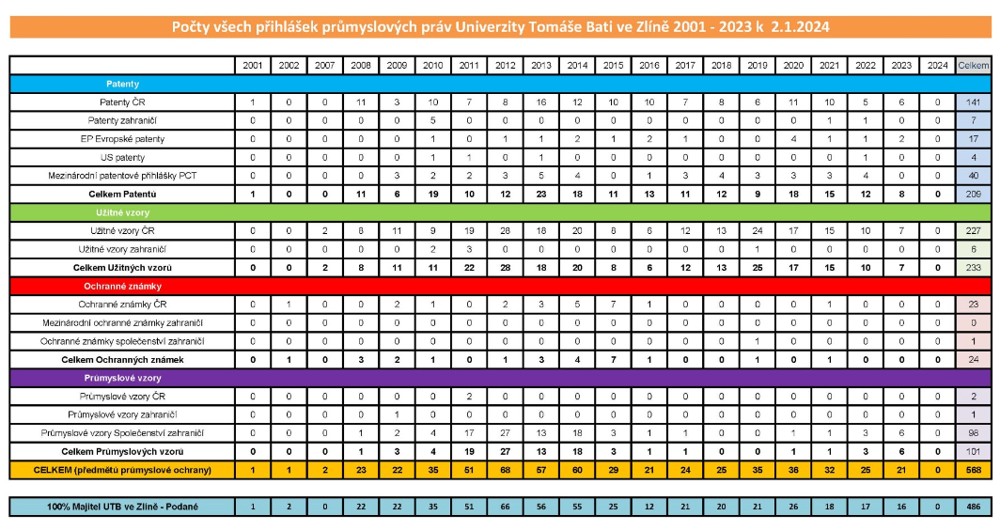 Počty všech přihlášek průmyslových práv Univerzity Tomáše Bati ve Zlíně 2001 - 2023 k 2.1.2024
2001 2002 2007 2008 2009 2010 2011 2012 2013 2014 2015 2016 2017 2018 2019 2020 2021 2022 2023 2024 Celkem
Patenty
Patenty ČR 1 0 0 11 3 10 7 8 16 12 10 10 7 8 6 11 10 5 6 0 141
Patenty zahraničí 0 0 0 0 0 5 0 0 0 0 0 0 0 0 0 0 1 1 0 0 7
EP Evropské patenty 0 0 0 0 0 1 0 1 1 2 1 2 1 0 0 4 1 1 2 0 17
US patenty 0 0 0 0 0 1 1 0 1 0 0 0 0 0 0 0 0 1 0 0 4
Mezinárodní patentové přihlášky PCT 0 0 0 0 3 2 2 3 5 4 0 1 3 4 3 3 3 4 0 0 40
Celkem Patentů 1 0 0 11 6 19 10 12 23 18 11 13 11 12 9 18 15 12 8 0 209
Užitné vzory
Užitné vzory ČR 0 0 2 8 11 9 19 28 18 20 8 6 12 13 24 17 15 10 7 0 227
Užitné vzory zahraničí 0 0 0 0 0 2 3 0 0 0 0 0 0 0 1 0 0 0 0 0 6
Celkem Užitných vzorů 0 0 2 8 11 11 22 28 18 20 8 6 12 13 25 17 15 10 7 0 233
Ochranné známky
Ochranné známky ČR 0 1 0 0 2 1 0 2 3 5 7 1 0 0 0 0 1 0 0 0 23
Mezinárodní ochranné známky zahraničí 0 0 0 0 0 0 0 0 0 0 0 0 0 0 0 0 0 0 0 0 0
Ochranné známky společenství zahraničí 0 0 0 0 0 0 0 0 0 0 0 0 0 0 1 0 0 0 0 0 1
Celkem Ochranných známek 0 1 0 3 2 1 0 1 3 4 7 1 0 0 1 0 1 0 0 0 24
Průmyslové vzory
Průmyslové vzory ČR 0 0 0 0 0 0 2 0 0 0 0 0 0 0 0 0 0 0 0 0 2
Průmyslové vzory zahraničí 0 0 0 0 1 0 0 0 0 0 0 0 0 0 0 0 0 0 0 0 1
Průmyslové vzory Společenství zahraničí 0 0 0 1 2 4 17 27 13 18 3 1 1 0 0 1 1 3 6 0 98
Celkem Průmyslových vzorů 0 0 0 1 3 4 19 27 13 18 3 1 1 0 0 1 1 3 6 0 101
CELKEM (předmětů průmyslové ochrany) 1 1 2 23 22 35 51 68 57 60 29 21 24 25 35 36 32 25 21 0 568
100% Majitel UTB ve Zlíně - Podané 1 2 0 22 22 35 51 66 56 55 25 12 21 20 21 26 18 17 16 0 486